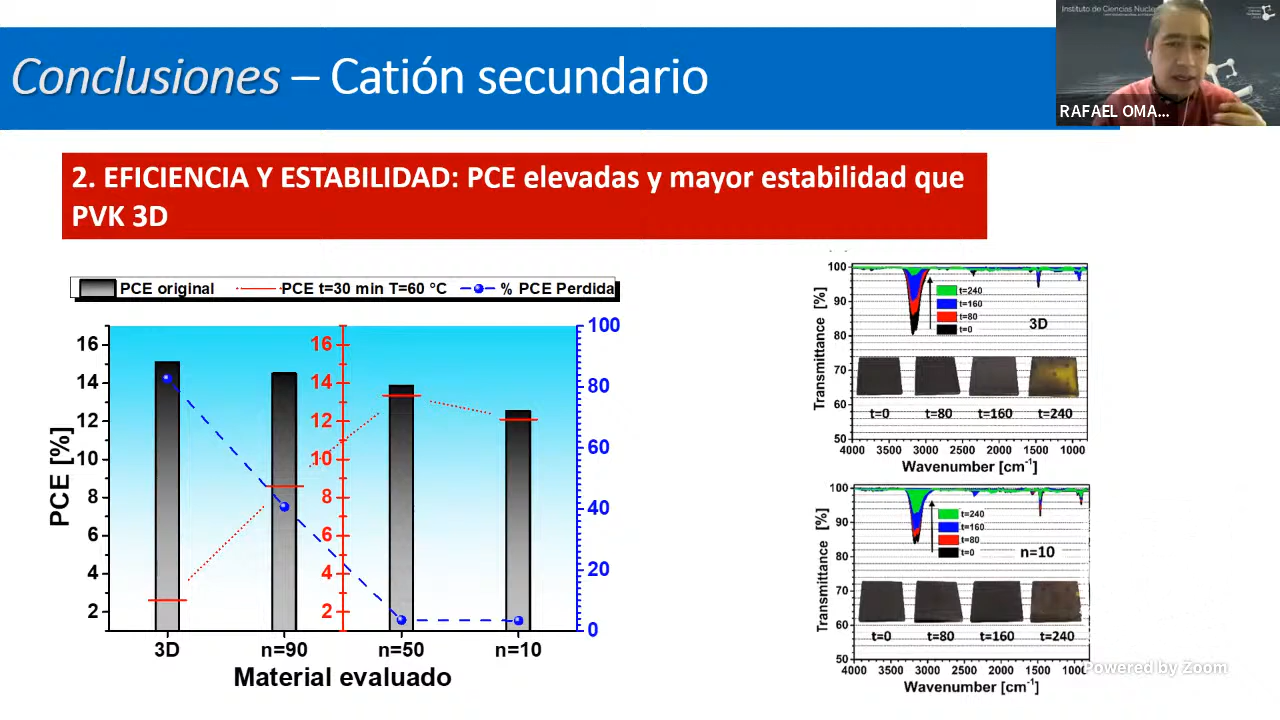 Conclusiones – Catión secundario
Instituto de Ciencias Nucle
RAFAEL OMA...
2. EFICIENCIA Y ESTABILIDAD: PCE elevadas y mayor estabilidad que
PVK 3D
PCE original PCE t=30 min T=60 °C % PCE Perdida
PCE [%]
16
14
12
10
8
6
4
2
16
14
12
10
8
6
4
2
100
80
60
40
20
0
3D n=90 n=50 n=10
Material evaluado
Transmittance [%]
100
90
80
70
60
50
t=240
t=160
t=80
t=0
3D
t=0 t=80 t=160 t=240
4000 3500 3000 2500 2000 1500 1000
Wavenumber [cm-1]
Transmittance [%]
100
90
80
70
60
50
t=240
t=160
t=80
t=0
n=10
t=0 t=80 t=160 t=240
4000 3500 3000 2500 2000 1500 1000
Wavenumber [cm-1]
Powered by Zoom